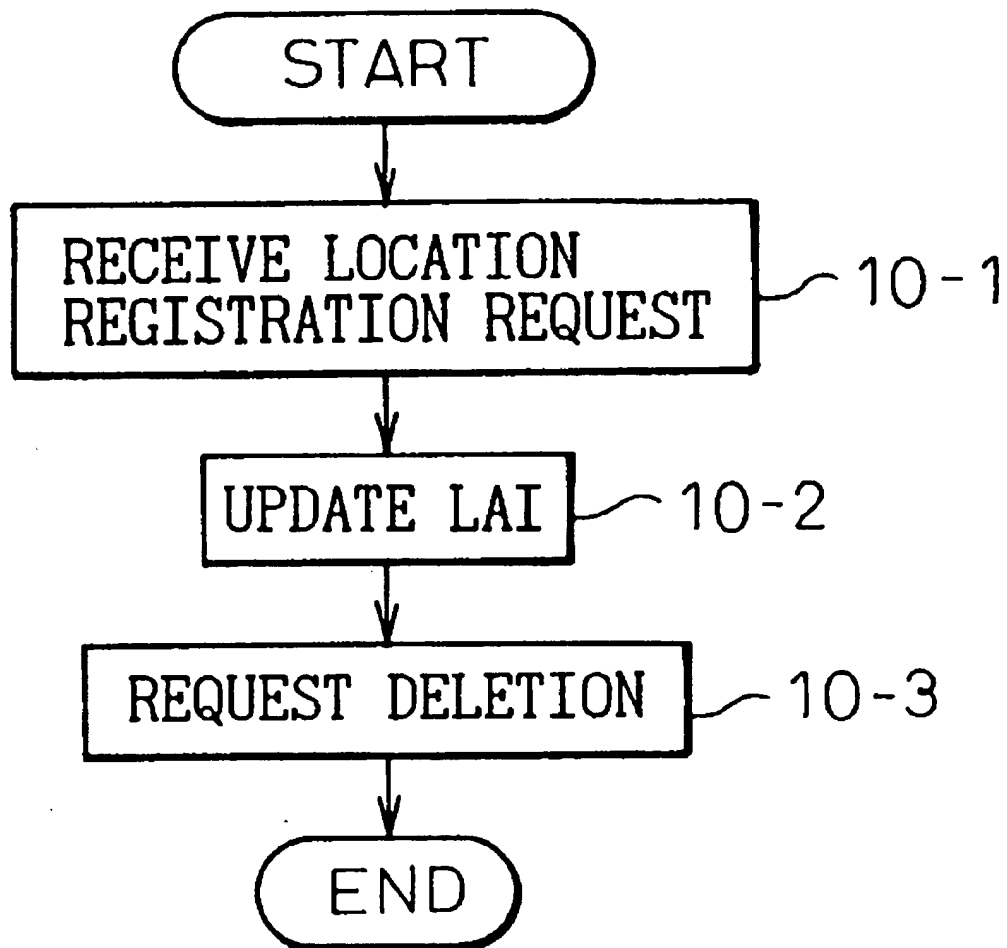 START
RECEIVE LOCATION
REGISTRATION REQUEST
10-1
UPDATE LAI
10-2
REQUEST DELETION
10-3
END